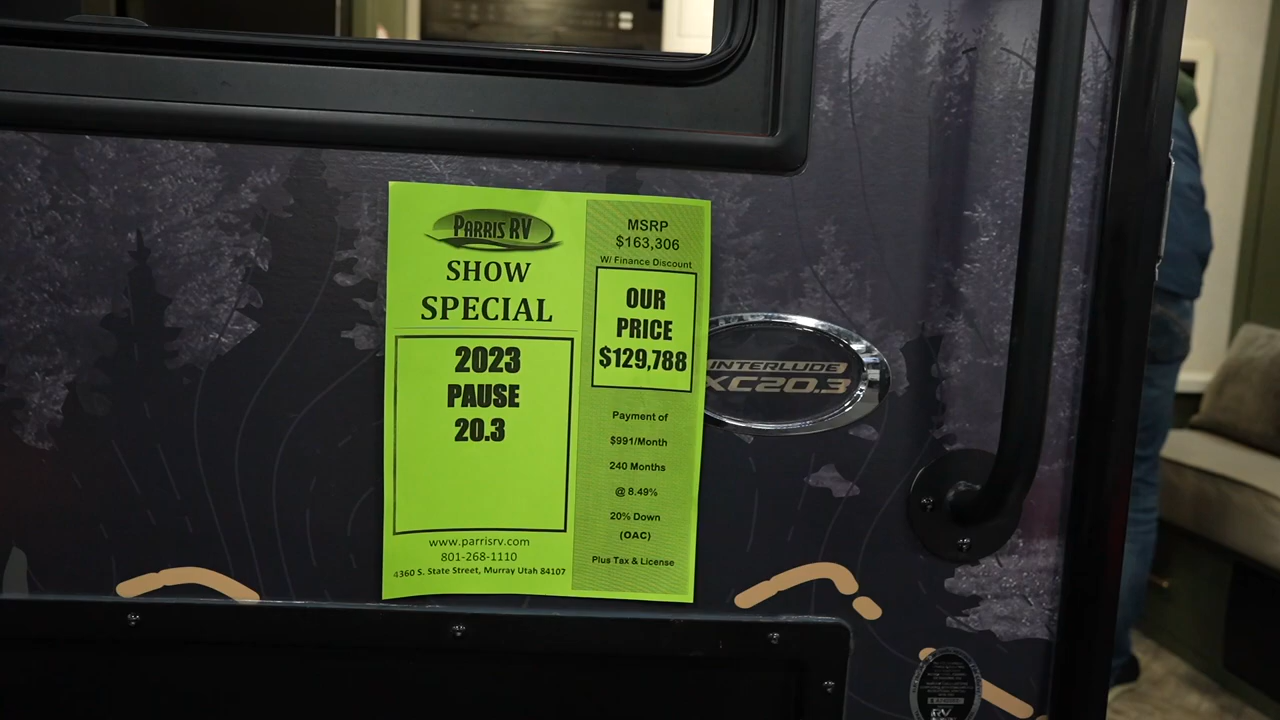 PARRIS RV
SHOW
SPECIAL
2023
PAUSE
20.3
www.parrisrv.com
801-268-1110
4360 S. State Street, Murray Utah 84107
MSRP
$163,306
W/ Finance Discount
OUR
PRICE
$129,788
Payment of
$991/Month
240 Months
@ 8.49%
20% Down
(OAC)
Plus Tax & License
INTERLUDE
XC20.3
RV